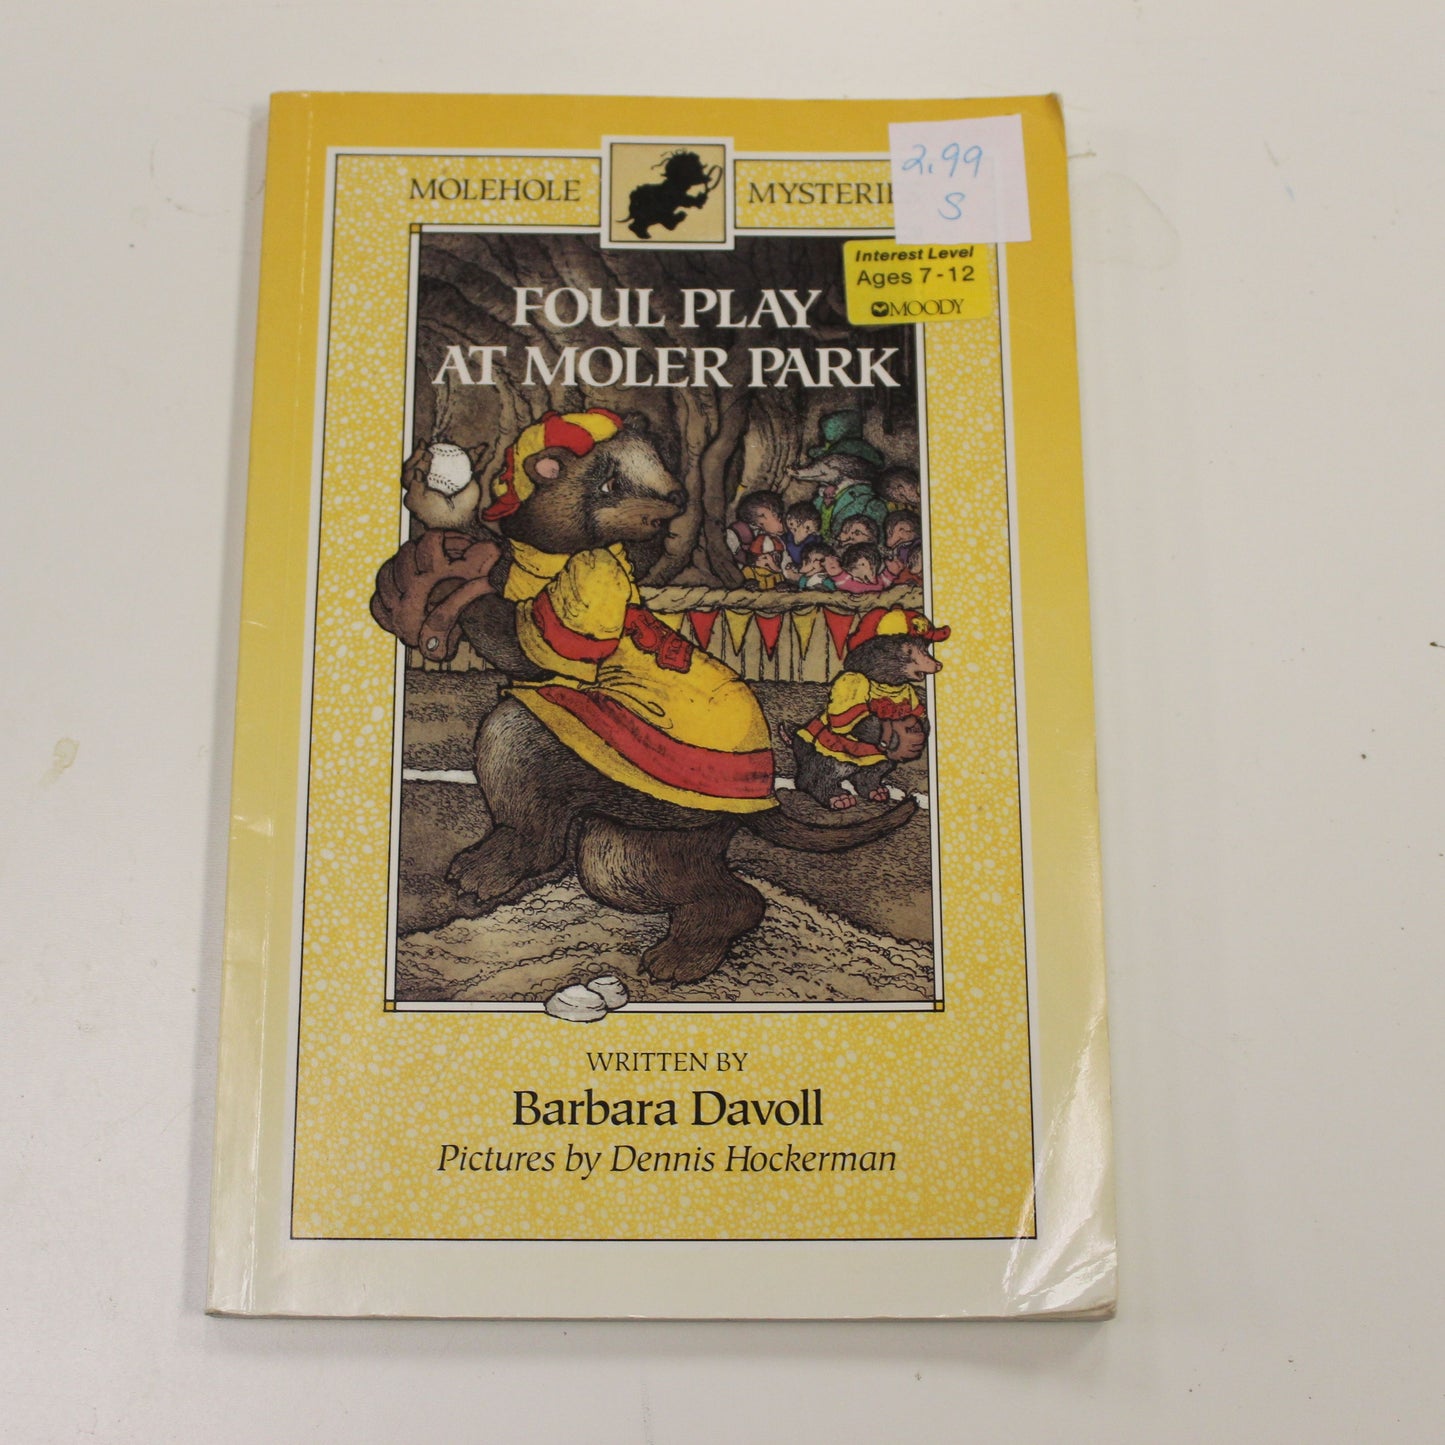 MOLEHOLE MYSTERIE
2.99
S
Interest Level
Ages 7-12
MOODY
FOUL PLAY
AT MOLER PARK
WRITTEN BY
Barbara Davoll
Pictures by Dennis Hockerman